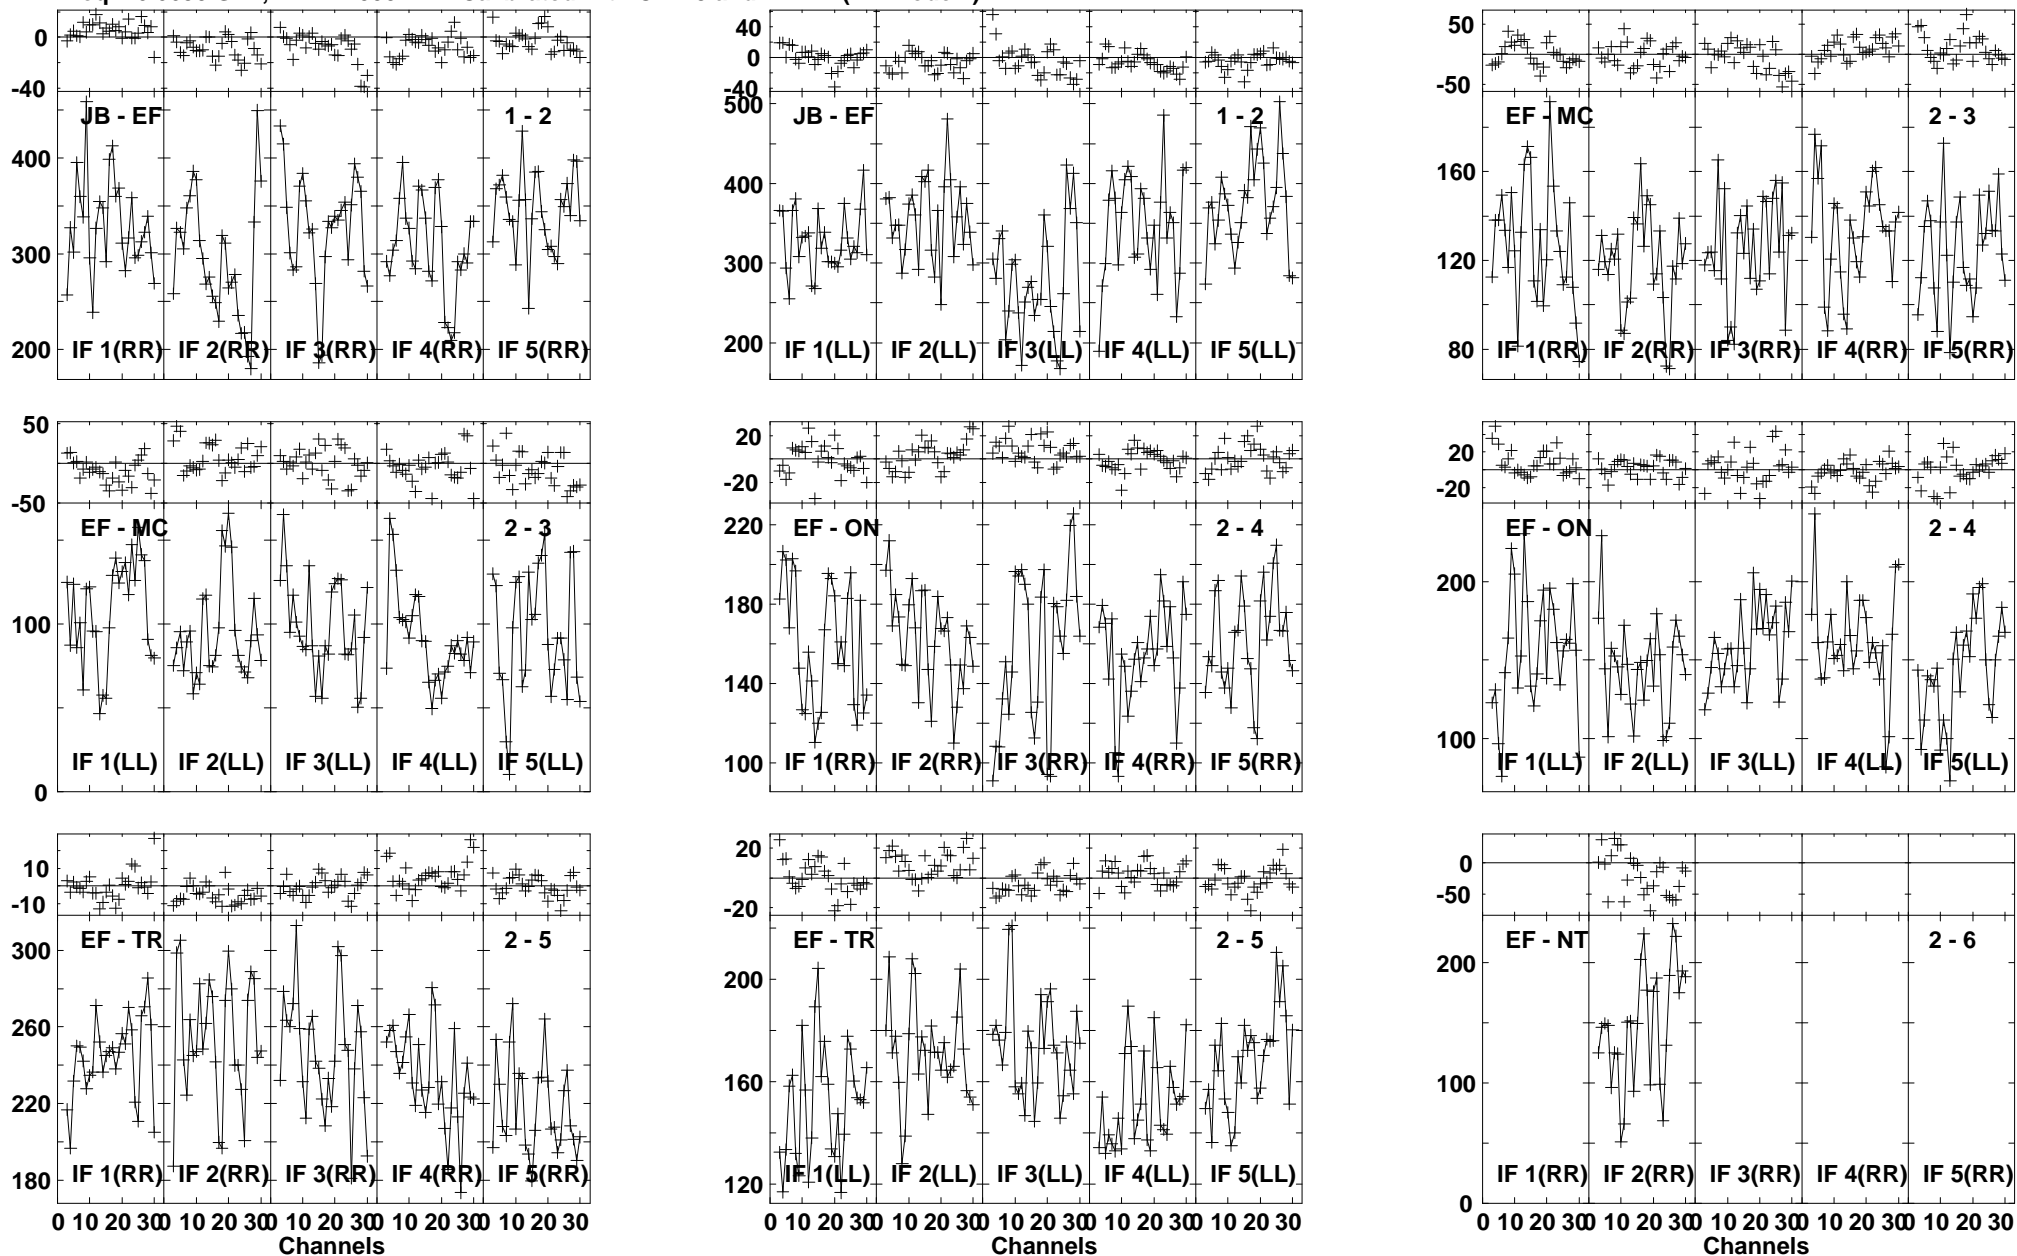 0
-40
JB - EF 1 - 2
400
300
200
IF 1(RR) IF 2(RR) IF 3(RR) IF 4(RR) IF 5(RR)
40
0
-40
500
JB - EF 1 - 2
400
300
200
IF 1(LL) IF 2(LL) IF 3(LL) IF 4(LL) IF 5(LL)
50
-50
EF - MC 2 - 3
160
120
80
IF 1(RR) IF 2(RR) IF 3(RR) IF 4(RR) IF 5(RR)
50
-50
EF - MC 2 - 3
100
0
IF 1(LL) IF 2(LL) IF 3(LL) IF 4(LL) IF 5(LL)
20
-20
220
EF - ON 2 - 4
180
140
100
IF 1(RR) IF 2(RR) IF 3(RR) IF 4(RR) IF 5(RR)
20
-20
EF - ON 2 - 4
200
100
IF 1(LL) IF 2(LL) IF 3(LL) IF 4(LL) IF 5(LL)
10
-10
EF - TR 2 - 5
300
260
220
180
IF 1(RR) IF 2(RR) IF 3(RR) IF 4(RR) IF 5(RR)
0 10 20 30 0 10 20 30 0 10 20 30 0 10 20 30 0 10 20 30
Channels
20
-20
EF - TR 2 - 5
200
160
120
IF 1(LL) IF 2(LL) IF 3(LL) IF 4(LL) IF 5(LL)
0 10 20 30 0 10 20 30 0 10 20 30 0 10 20 30 0 10 20 30
Channels
0
-50
EF - NT 2 - 6
200
100
0
IF 1(RR) IF 2(RR) IF 3(RR) IF 4(RR) IF 5(RR)
0 10 20 30 0 10 20 30 0 10 20 30 0 10 20 30 0 10 20 30
Channels